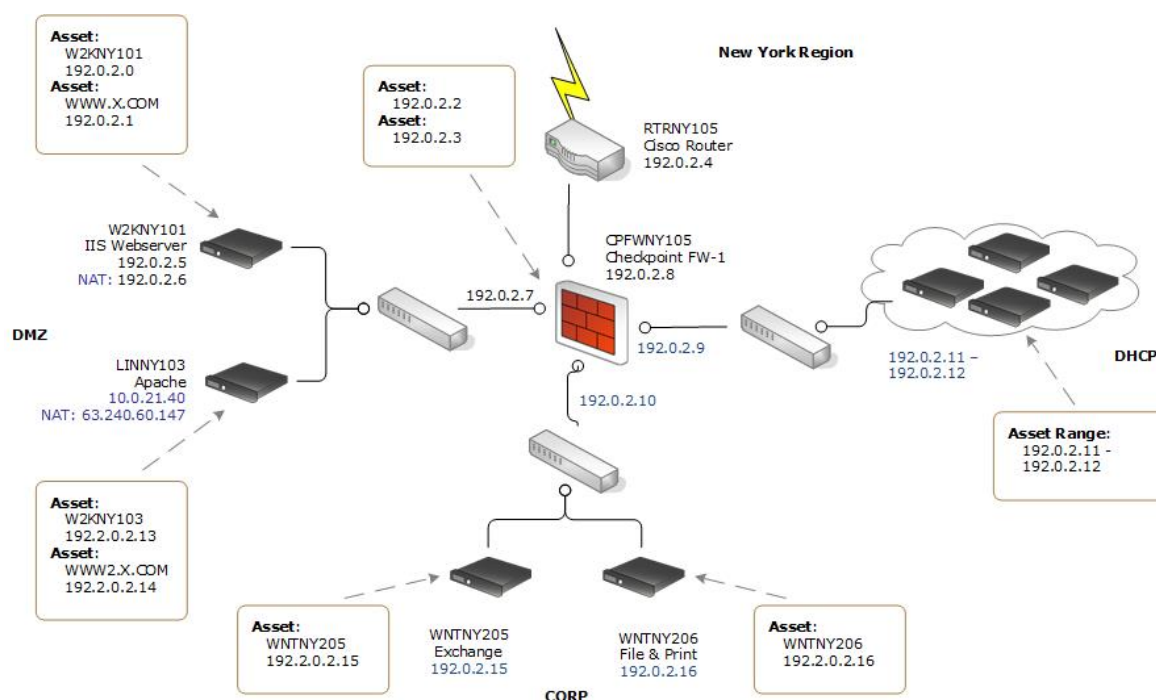 Asset:
W2KNY101
192.0.2.0
Asset:
WWW.X.COM
192.0.2.1
Asset:
192.0.2.2
Asset:
192.0.2.3
New York Region
RTRNY105
Cisco Router
192.0.2.4
W2KNY101
IIS Webserver
192.0.2.5
NAT: 192.0.2.6
192.0.2.7
CPFWNY105
Checkpoint FW-1
192.0.2.8
192.0.2.9
DMZ
192.0.2.11 –
192.0.2.12
DHCP
LINNY103
Apache
10.0.21.40
NAT: 63.240.60.147
192.0.2.10
Asset Range:
192.0.2.11 -
192.0.2.12
Asset:
W2KNY103
192.2.0.2.13
Asset:
WWW2.X.COM
192.2.0.2.14
Asset:
WNTNY205
192.2.0.2.15
WNTNY205
Exchange
192.0.2.15
WNTNY206
File & Print
192.0.2.16
Asset:
WNTNY206
192.2.0.2.16
CORP